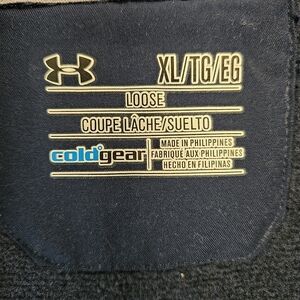 XL/TG/EG
LOOSE
COUPE LÂCHE/SUELTO
coldgear
MADE IN PHILIPPINES
FABRIQUÉ AUX PHILIPPINES
HECHO EN FILIPINAS